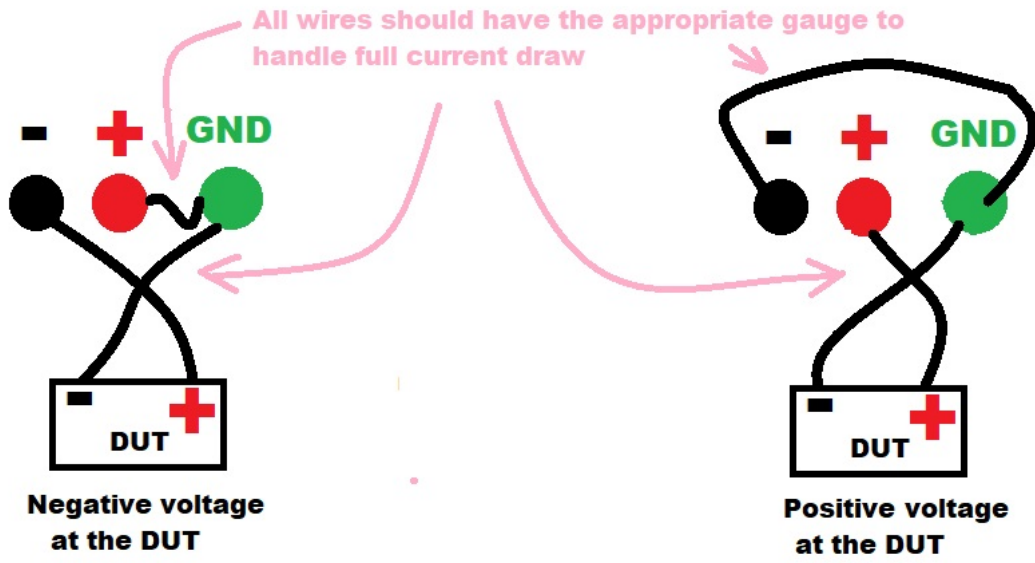 All wires should have the appropriate gauge to
handle full current draw
- + GND
- +
DUT
Negative voltage
at the DUT
- + GND
- +
DUT
Positive voltage
at the DUT